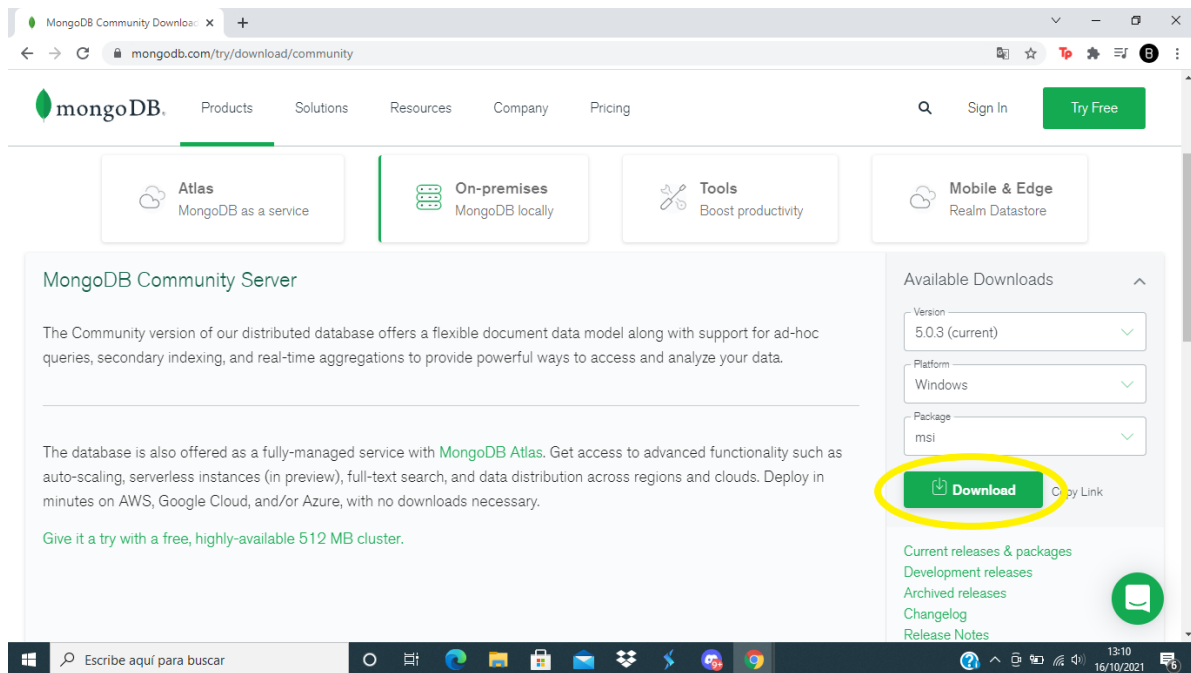 MongoDB Community Downloac
mongodb.com/try/download/community
Tp
B
mongoDB.
Products
Solutions
Resources
Company
Pricing
Sign In
Try Free
Atlas
MongoDB as a service
On-premises
MongoDB locally
Tools
Boost productivity
Mobile & Edge
Realm Datastore
MongoDB Community Server
The Community version of our distributed database offers a flexible document data model along with support for ad-hoc
queries, secondary indexing, and real-time aggregations to provide powerful ways to access and analyze your data.
The database is also offered as a fully-managed service with MongoDB Atlas. Get access to advanced functionality such as
auto-scaling, serverless instances (in preview), full-text search, and data distribution across regions and clouds. Deploy in
minutes on AWS, Google Cloud, and/or Azure, with no downloads necessary.
Give it a try with a free, highly-available 512 MB cluster.
Available Downloads
Version
5.0.3 (current)
Platform
Windows
Package
msi
Download
Copy Link
Current releases & packages
Development releases
Archived releases
Changelog
Release Notes
Escribe aquí para buscar
13:10
16/10/2021
6